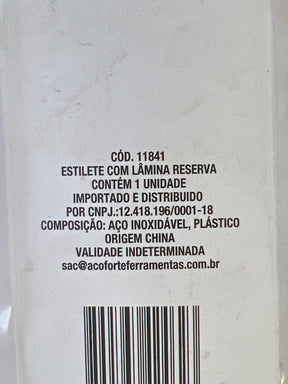 CÓD. 11841
ESTILETE COM LÂMINA RESERVA
CONTÉM 1 UNIDADE
IMPORTADO E DISTRIBUIDO
POR CNPJ.:12.418.196/0001-18
COMPOSIÇÃO: AÇO INOXIDÁVEL, PLÁSTICO
ORIGEM CHINA
VALIDADE INDETERMINADA
sac@acoforteferramentas.com.br